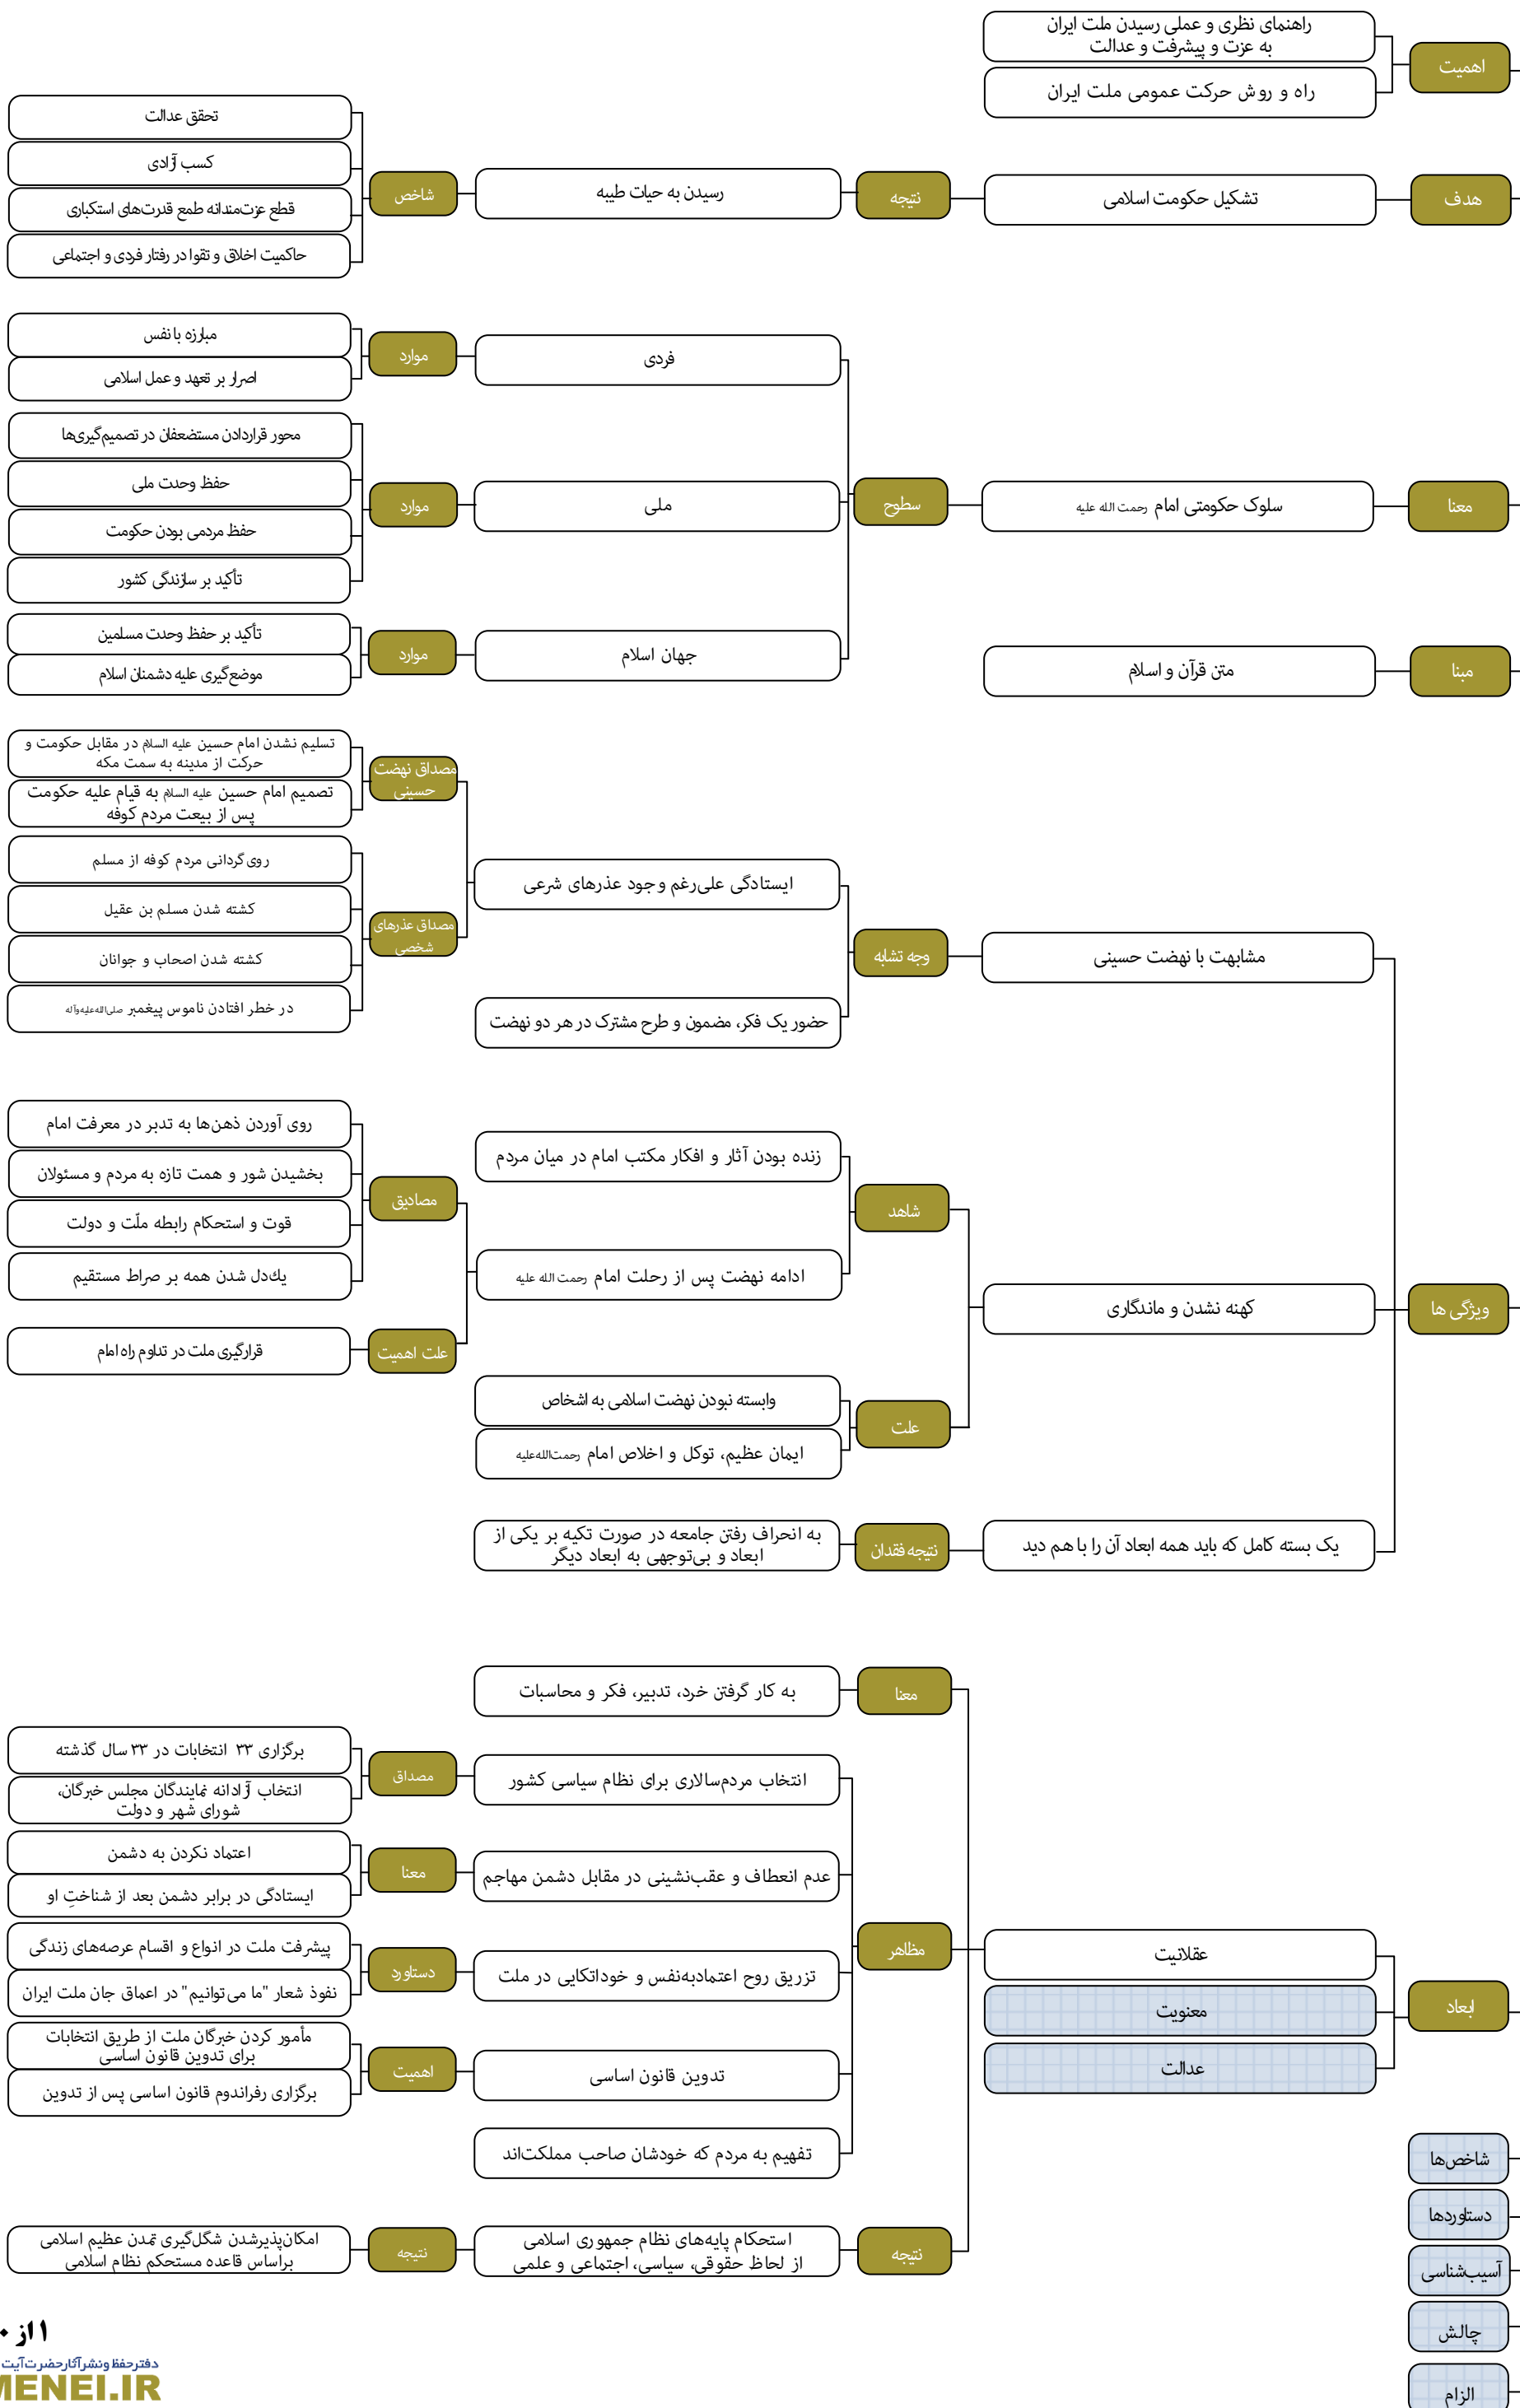 اهمیت
راهنمای نظری و عملی رسیدن ملت ایران
به عزت و پیشرفت و عدالت
راه و روش حرکت عمومی ملت ایران
هدف
تشکیل حکومت اسلامی
نتیجه
رسیدن به حیات طیبه
شاخص
تحقق عدالت
کسب آزادی
قطع عزت‌مندانه طمع قدرت‌های استکباری
حاکمیت اخلاق و تقوا در رفتار فردی و اجتماعی
معنا
سلوک حکومتی امام رحمت الله علیه
سطوح
فردی
موارد
مبارزه با نفس
اصرار بر تعهد و عمل اسلامی
ملی
موارد
محور قراردادن مستضعفان در تصمیم‌گیری‌ها
حفظ وحدت ملی
حفظ مردمی بودن حکومت
تأکید بر سازندگی کشور
جهان اسلام
موارد
تأکید بر حفظ وحدت مسلمین
موضع‌گیری علیه دشمنان اسلام
مبنا
متن قرآن و اسلام
ویژگی ها
مشابهت با نهضت حسینی
وجه تشابه
ایستادگی علی‌رغم وجود عذرهای شرعی
مصداق نهضت
حسینی
تسلیم نشدن امام حسین علیه السلام در مقابل حکومت و
حرکت از مدینه به سمت مکه
تصمیم امام حسین علیه السلام به قیام علیه حکومت
پس از بیعت مردم کوفه
مصداق عذرهای
شخصی
روی‌گردانی مردم کوفه از مسلم
کشته شدن مسلم بن عقیل
کشته شدن اصحاب و جوانان
در خطر افتادن ناموس پیغمبر صلی‌الله‌علیه‌وآله
حضور یک فکر، مضمون و طرح مشترک در هر دو نهضت
کهنه نشدن و ماندگاری
شاهد
زنده بودن آثار و افکار مکتب امام در میان مردم
ادامه نهضت پس از رحلت امام رحمت الله علیه
مصادیق
روی آوردن ذهن‌ها به تدبر در معرفت امام
بخشیدن شور و همت تازه به مردم و مسئولان
قوت و استحکام رابطه ملّت و دولت
یك‌دل شدن همه بر صراط مستقیم
علت اهمیت
قرارگیری ملت در تداوم راه امام
علت
وابسته نبودن نهضت اسلامی به اشخاص
ایمان عظیم، توکل و اخلاص امام رحمت‌الله‌علیه
یک بسته کامل که باید همه ابعاد آن را با هم دید
نتیجه فقدان
به انحراف رفتن جامعه در صورت تکیه بر یکی از
ابعاد و بی‌توجهی به ابعاد دیگر
ابعاد
عقلانیت
معنا
به کار گرفتن خرد، تدبیر، فکر و محاسبات
مظاهر
انتخاب مردم‌سالاری برای نظام سیاسی کشور
مصداق
برگزاری ۳۳ انتخابات در ۳۳ سال گذشته
انتخاب آزادانه نمایندگان مجلس خبرگان،
شورای شهر و دولت
عدم انعطاف و عقب‌نشینی در مقابل دشمن مهاجم
معنا
اعتماد نکردن به دشمن
ایستادگی در برابر دشمن بعد از شناختِ او
تزریق روح اعتمادبه‌نفس و خوداتکایی در ملت
دستاورد
پیشرفت ملت در انواع و اقسام عرصه‌های زندگی
نفوذ شعار "ما می‌توانیم" در اعماق جان ملت ایران
تدوین قانون اساسی
اهمیت
مأمور کردن خبرگان ملت از طریق انتخابات
برای تدوین قانون اساسی
برگزاری رفراندوم قانون اساسی پس از تدوین
تفهیم به مردم که خودشان صاحب مملکت‌اند
نتیجه
استحکام پایه‌های نظام جمهوری اسلامی
از لحاظ حقوقی، سیاسی، اجتماعی و علمی
نتیجه
امکان‌پذیرشدن شگل‌گیری تمدن عظیم اسلامی
براساس قاعده مستحکم نظام اسلامی
معنویت
عدالت
شاخص‌ها
دستاوردها
آسیب‌شناسی
چالش
الزام
۱ از ۰
دفترحفظ ونشرآثارحضرت‌آیت
MENEI.IR